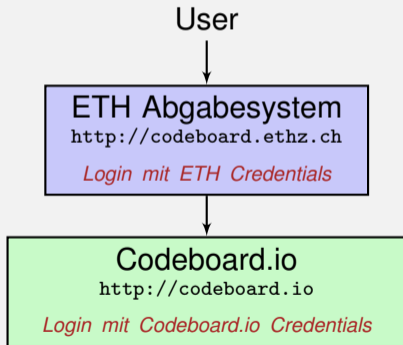 User
ETH Abgabesystem
http://codeboard.ethz.ch
Login mit ETH Credentials
Codeboard.io
http://codeboard.io
Login mit Codeboard.io Credentials